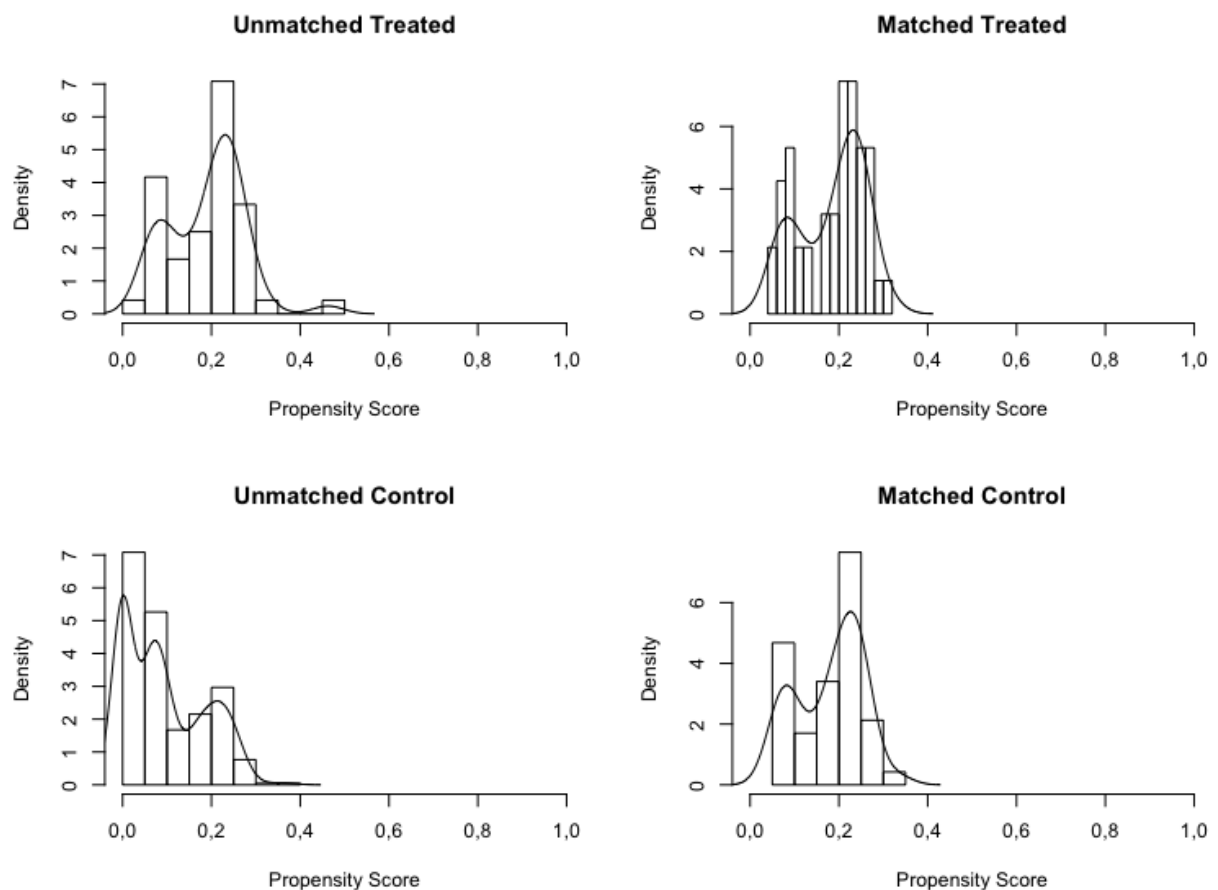 Unmatched Treated
Density
0 1 2 3 4 5 6 7
0,0 0,2 0,4 0,6 0,8 1,0
Propensity Score
Matched Treated
Density
0 2 4 6
0,0 0,2 0,4 0,6 0,8 1,0
Propensity Score
Unmatched Control
Density
0 1 2 3 4 5 6 7
0,0 0,2 0,4 0,6 0,8 1,0
Propensity Score
Matched Control
Density
0 2 4 6
0,0 0,2 0,4 0,6 0,8 1,0
Propensity Score